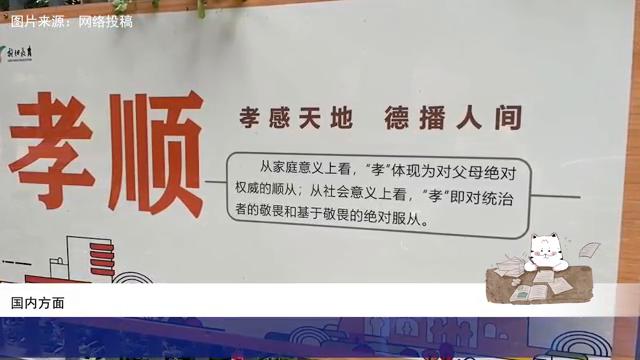 图片来源：网络投稿
孝顺
孝感天地 德播人间
从家庭意义上看，“孝”体现为对父母绝对
权威的顺从；从社会意义上看，“孝”即对统治
者的敬畏和基于敬畏的绝对服从。
国内方面